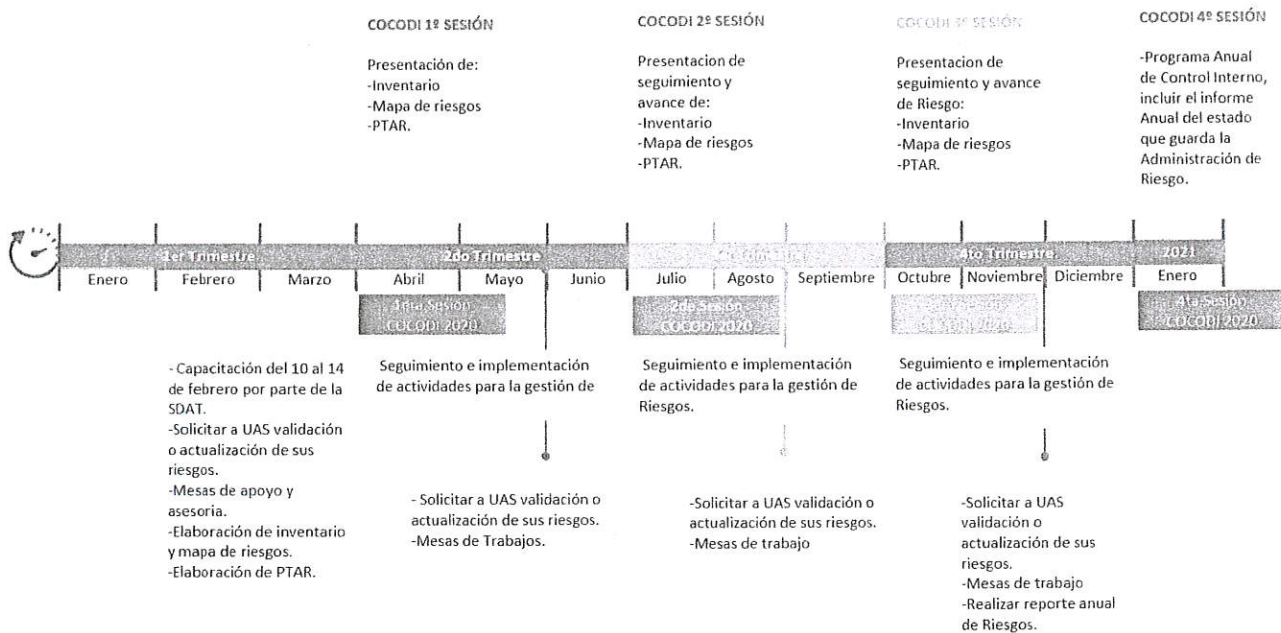 COCODI 1º SESIÓN
Presentación de:
-Inventario
-Mapa de riesgos
-PTAR.
COCODI 2º SESIÓN
Presentacion de
seguimiento y
avance de:
-Inventario
-Mapa de riesgos
-PTAR.
COCODI 3º SESIÓN
Presentacion de
seguimiento y avance
de Riesgo:
-Inventario
-Mapa de riesgos
-PTAR.
COCODI 4º SESIÓN
-Programa Anual
de Control Interno,
incluir el informe
Anual del estado
que guarda la
Administración de
Riesgo.
1er Trimestre
2do Trimestre
4to Trimestre
2021
Enero
Febrero
Marzo
Abril
Mayo
Junio
Julio
Agosto
Septiembre
Octubre
Noviembre
Diciembre
Enero
1era Sesión
COCODI 2020
2da Sesión
COCODI 2020
COCODI 2020
4ta Sesión
COCODI 2020
- Capacitación del 10 al 14
de febrero por parte de la
SDAT.
-Solicitar a UAS validación
o actualización de sus
riesgos.
-Mesas de apoyo y
asesoria.
-Elaboración de inventario
y mapa de riesgos.
-Elaboración de PTAR.
Seguimiento e implementación
de actividades para la gestión de
Seguimiento e implementación
de actividades para la gestión de
Riesgos.
Seguimiento e implementación
de actividades para la gestión de
Riesgos.
- Solicitar a UAS validación o
actualización de sus riesgos.
-Mesas de Trabajos.
-Solicitar a UAS validación o
actualización de sus riesgos.
-Mesas de trabajo
-Solicitar a UAS
validación o
actualización de sus
riesgos.
-Mesas de trabajo
-Realizar reporte anual
de Riesgos.